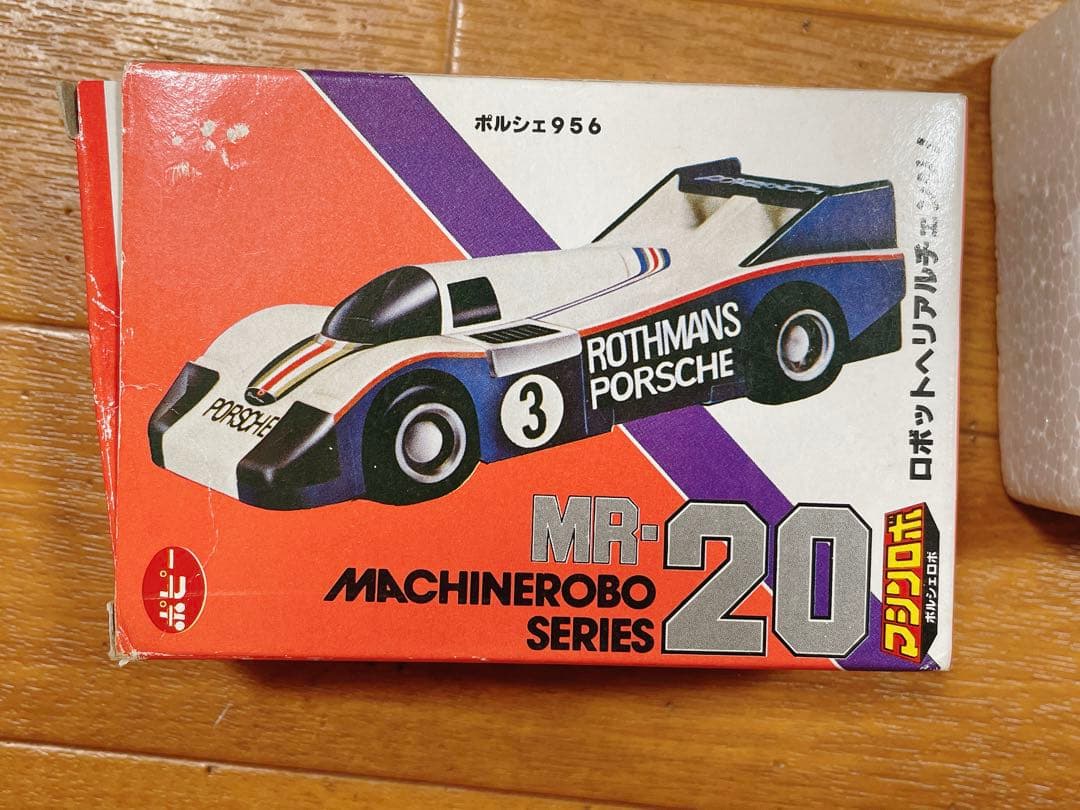 ポルシェ956
ロボットへリアルチェンジ
PORSCHE
ROTHMANS
PORSCHE
3
PORSCHE
MR-20
MACHINEROBO
SERIES
ポピー
マシンロボ
ポルシェロボ